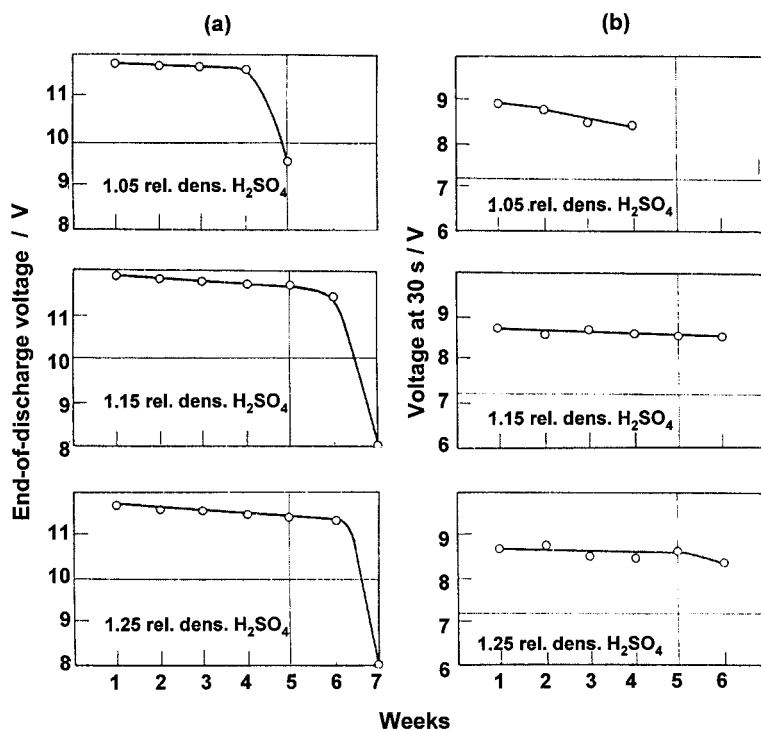 (a)
(b)
End-of-discharge voltage / V
11
10
9
8
1.05 rel. dens. H₂SO₄
11
10
9
8
1.15 rel. dens. H₂SO₄
11
10
9
8
1.25 rel. dens. H₂SO₄
1 2 3 4 5 6 7
Voltage at 30 s / V
9
8
7
6
1.05 rel. dens. H₂SO₄
9
8
7
6
1.15 rel. dens. H₂SO₄
9
8
7
6
1.25 rel. dens. H₂SO₄
1 2 3 4 5 6
Weeks